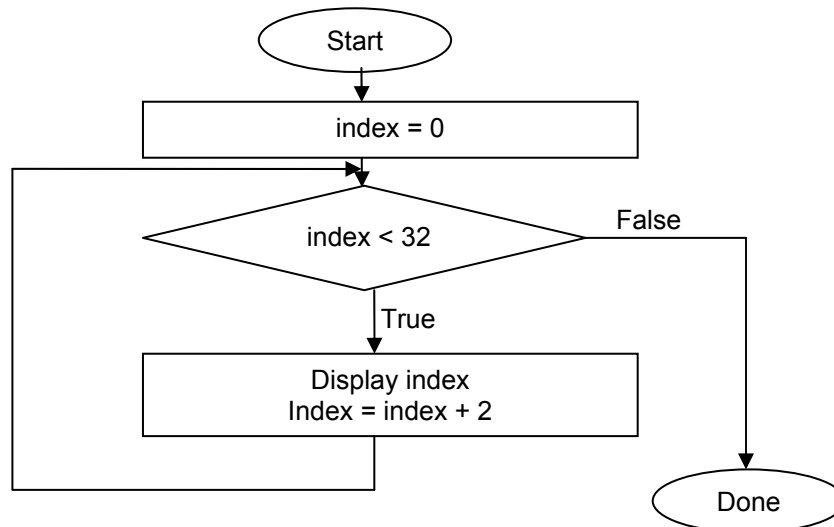 Start
index = 0
index < 32
False
True
Display index
Index = index + 2
Done